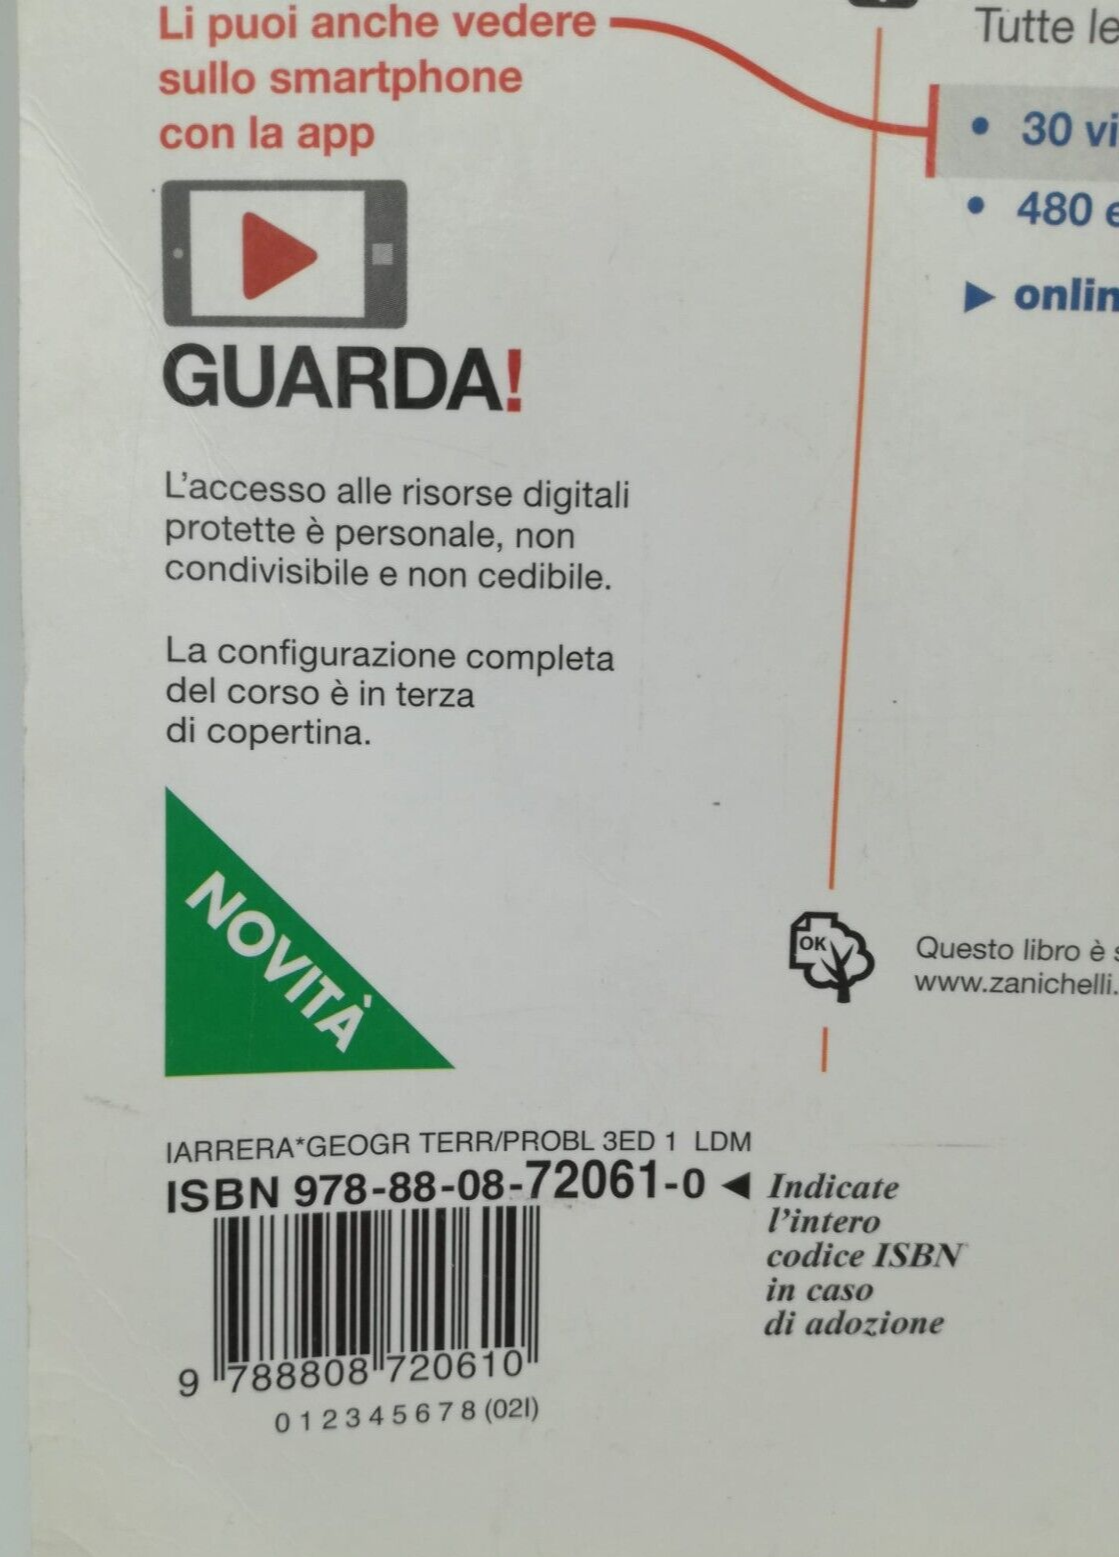 Li puoi anche vedere
sullo smartphone
con la app
GUARDA!
L'accesso alle risorse digitali
protette è personale, non
condivisibile e non cedibile.
La configurazione completa
del corso è in terza
di copertina.
NOVITÀ
Tutte le
• 30 vi
• 480 e
▶ onlin
OK
Questo libro è s
www.zanichelli.
IARRERA*GEOGR TERR/PROBL 3ED 1 LDM
ISBN 978-88-08-72061-0 ◀ Indicate
l'intero
codice ISBN
in caso
di adozione
9 788808 720610
0 1 2 3 4 5 6 7 8 (02I)